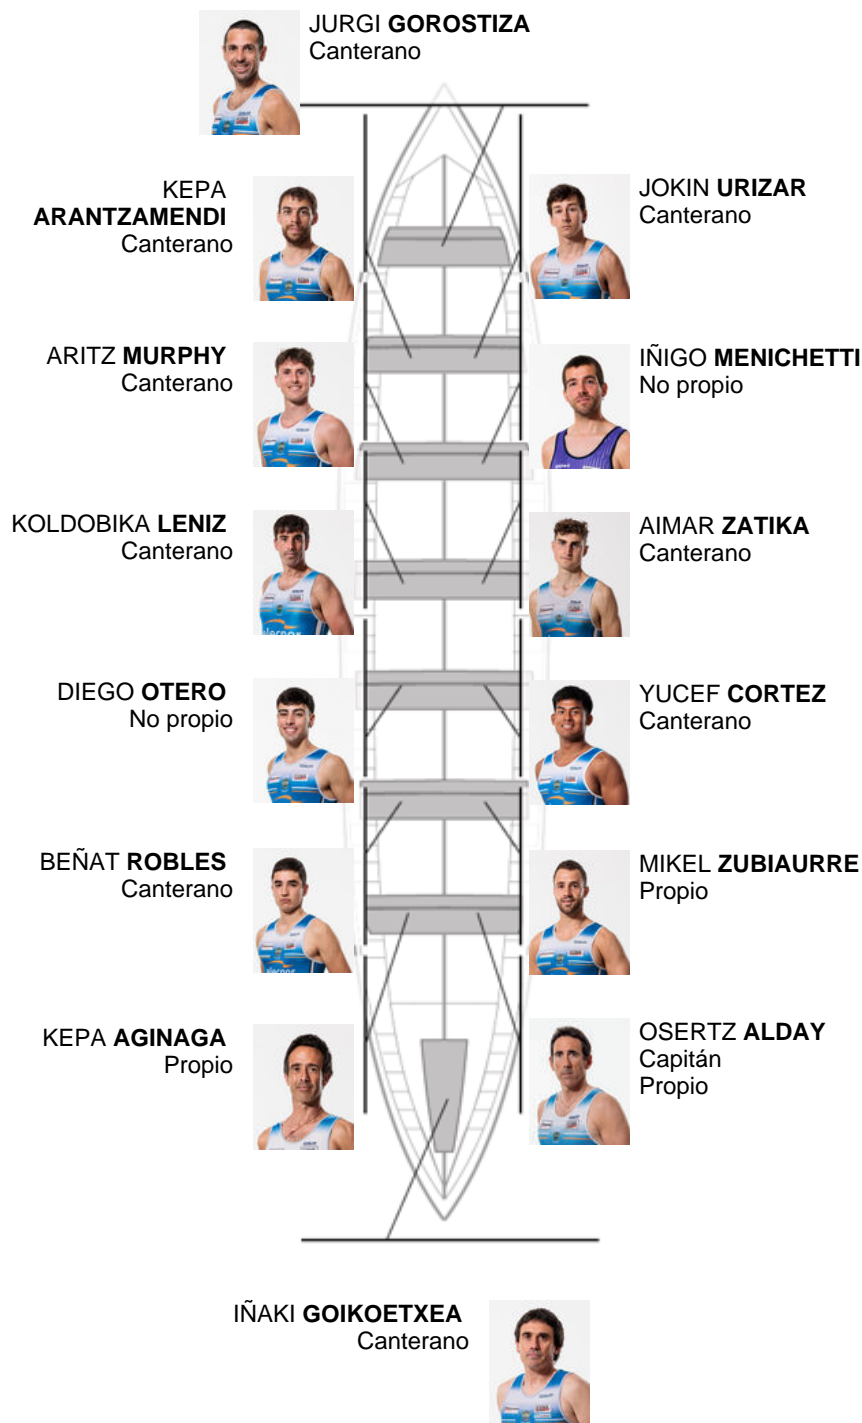 JURGI GOROSTIZA
Canterano
KEPA
ARANTZAMENDI
Canterano
JOKIN URIZAR
Canterano
ARITZ MURPHY
Canterano
IÑIGO MENICHETTI
No propio
KOLDOBIKA LENIZ
Canterano
AIMAR ZATIKA
Canterano
DIEGO OTERO
No propio
YUCEF CORTEZ
Canterano
BEÑAT ROBLES
Canterano
MIKEL ZUBIAURRE
Propio
KEPA AGINAGA
Propio
OSERTZ ALDAY
Capitán
Propio
IÑAKI GOIKOETXEA
Canterano